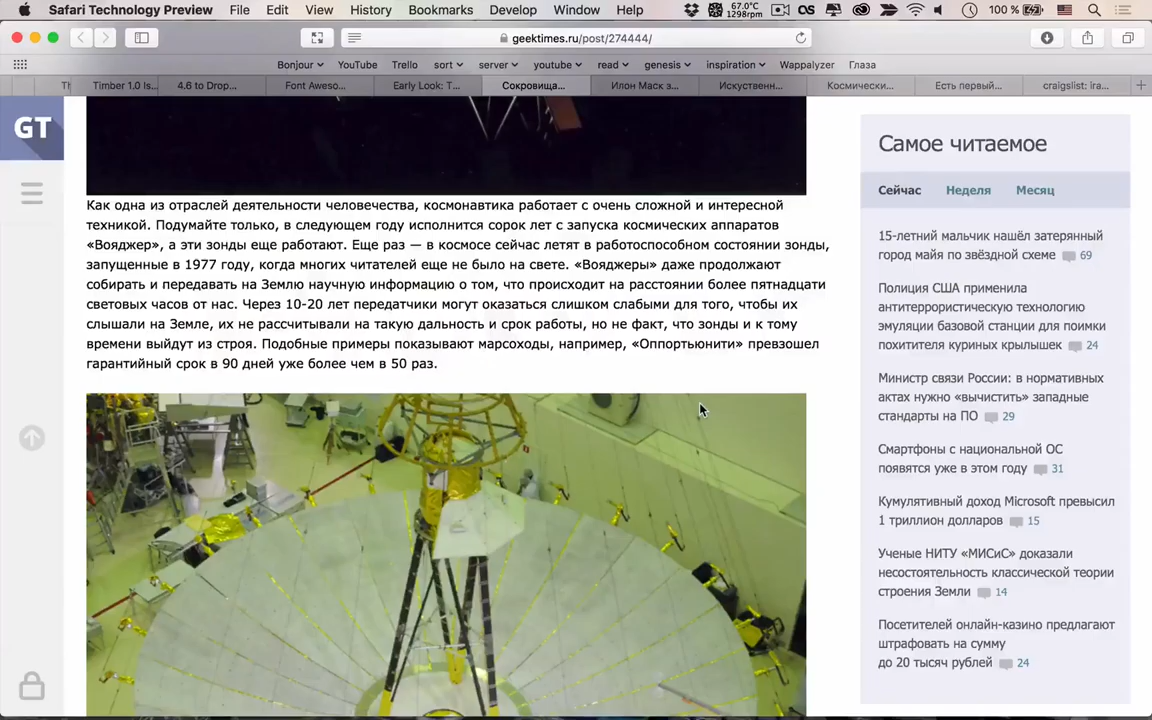 Safari Technology Preview File Edit View History Bookmarks Develop Window Help 67.0°C 1298rpm 100 %
geektimes.ru/post/274444/
Bonjour YouTube Trello sort server youtube read genesis inspiration Wappalyzer Глаза
Th Timber 1.0 Is... 4.6 to Drop... Font Aweso... Early Look: T... Сокровища... Илон Маск з... Искуственн... Космически... Есть первый... craigslist: ira...
GT
Как одна из отраслей деятельности человечества, космонавтика работает с очень сложной и интересной
техникой. Подумайте только, в следующем году исполнится сорок лет с запуска космических аппаратов
«Вояджер», а эти зонды еще работают. Еще раз — в космосе сейчас летят в работоспособном состоянии зонды,
запущенные в 1977 году, когда многих читателей еще не было на свете. «Вояджеры» даже продолжают
собирать и передавать на Землю научную информацию о том, что происходит на расстоянии более пятнадцати
световых часов от нас. Через 10-20 лет передатчики могут оказаться слишком слабыми для того, чтобы их
слышали на Земле, их не рассчитывали на такую дальность и срок работы, но не факт, что зонды и к тому
времени выйдут из строя. Подобные примеры показывают марсоходы, например, «Оппортьюнити» превзошел
гарантийный срок в 90 дней уже более чем в 50 раз.
Самое читаемое
Сейчас Неделя Месяц
15-летний мальчик нашёл затерянный
город майя по звёздной схеме 69
Полиция США применила
антитеррористическую технологию
эмуляции базовой станции для поимки
похитителя куриных крылышек 24
Министр связи России: в нормативных
актах нужно «вычистить» западные
стандарты на ПО 29
Смартфоны с национальной ОС
появятся уже в этом году 31
Кумулятивный доход Microsoft превысил
1 триллион долларов 15
Ученые НИТУ «МИСиС» доказали
несостоятельность классической теории
строения Земли 14
Посетителей онлайн-казино предлагают
штрафовать на сумму
до 20 тысяч рублей 24